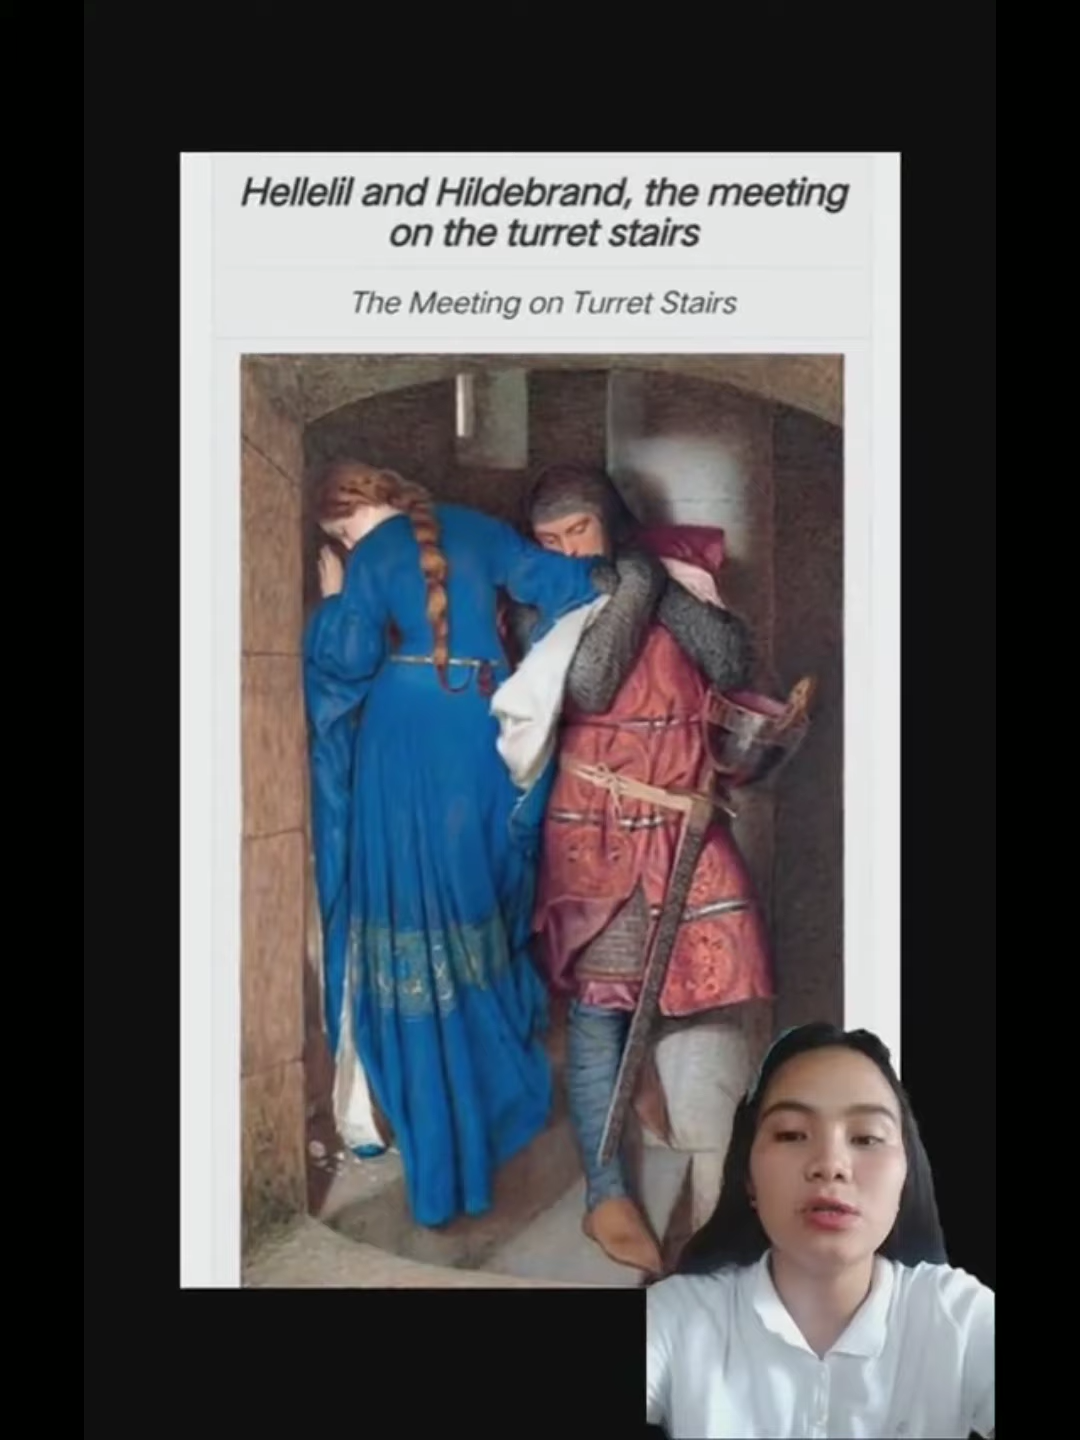 Hellelil and Hildebrand, the meeting
on the turret stairs
The Meeting on Turret Stairs